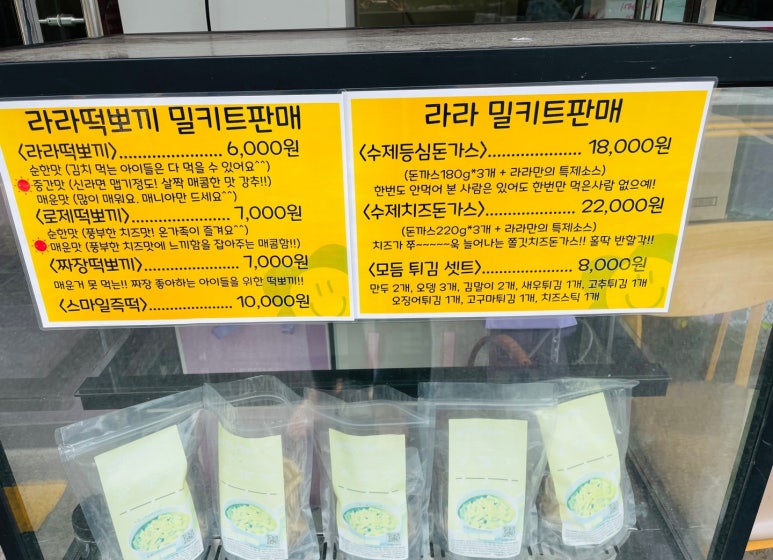 라라떡뽀끼 밀키트판매
<라라떡뽀끼>.................... 6,000원
순한맛 (김치 먹는 아이들은 다 먹을 수 있어요^^)
중간맛 (신라면 맵기정도! 살짝 매콤한 맛 강추!!)
매운맛 (많이 매워요. 매니아만 드세요^^)
<로제떡뽀끼>...................... 7,000원
순한맛 (풍부한 치즈맛! 온가족이 즐겨요^^)
매운맛 (풍부한 치즈맛에 느끼함을 잡아주는 매콤함!!)
<짜장떡뽀끼>...................... 7,000원
매운거 못 먹는!! 짜장 좋아하는 아이들을 위한 떡뽀끼!!
<스마일즉떡>.................... 10,000원
라라 밀키트판매
<수제등심돈가스>...................... 18,000원
(돈까스180g*3개 + 라라만의 특제소스)
한번도 안먹어 본 사람은 있어도 한번만 먹은사람 없으예!
<수제치즈돈가스>...................... 22,000원
(돈까스220g*3개 + 라라만의 특제소스)
치즈가 쭈~~~~~욱 늘어나는 쫄깃치즈돈가스!! 홀딱 반할감!!
<모듬 튀김 셋트>...................... 8,000원
만두 2개, 오뎅 3개, 김말이 2개, 새우튀김 1개, 고추튀김 1개
오징어튀김 1개, 고구마튀김 1개, 치즈스틱 1개